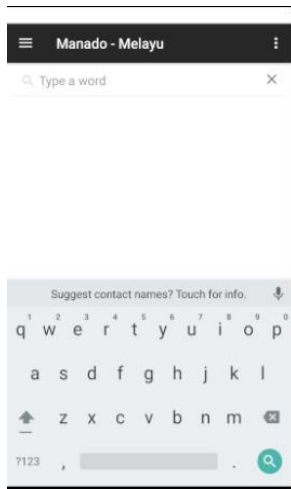 Manado - Melayu
Type a word
Suggest contact names? Touch for info.
1 2 3 4 5 6 7 8 9 0
q w e r t y u i o p
a s d f g h j k l
z x c v b n m
?123 , .